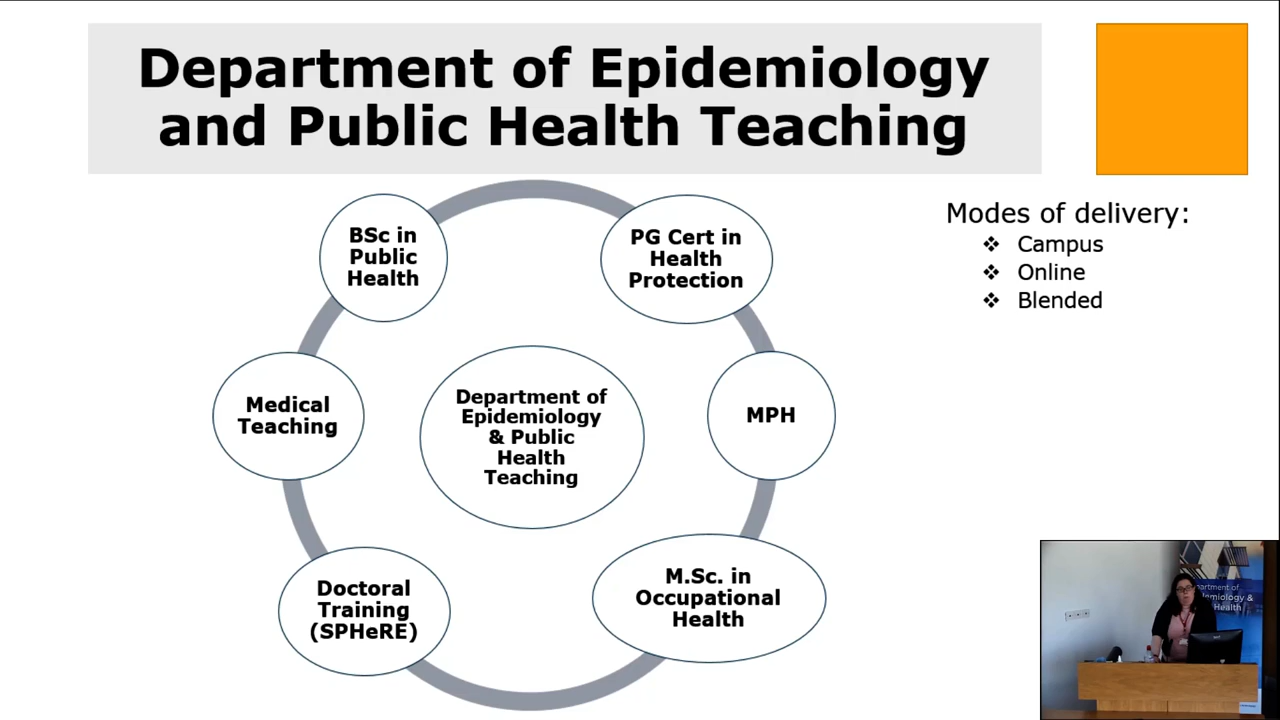 Department of Epidemiology
and Public Health Teaching
BSc in
Public
Health
PG Cert in
Health
Protection
Modes of delivery:
❖ Campus
❖ Online
❖ Blended
Medical
Teaching
Department of
Epidemiology
& Public
Health
Teaching
MPH
Doctoral
Training
(SPHeRE)
M.Sc. in
Occupational
Health
Health